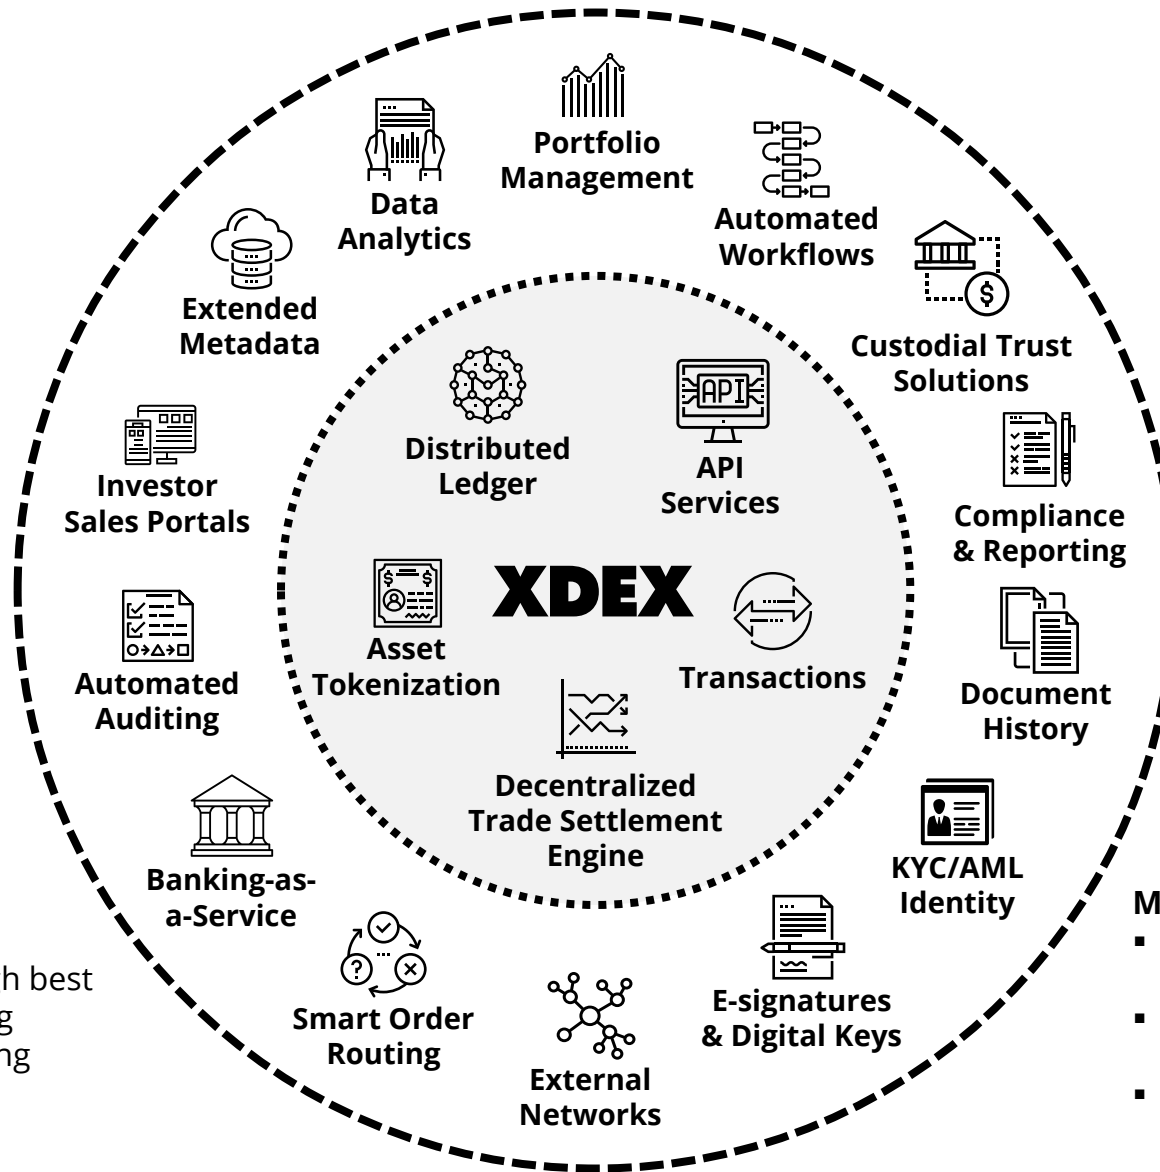 Portfolio
Management
Data
Analytics
Automated
Workflows
Extended
Metadata
Custodial Trust
Solutions
Distributed
Ledger
API
API
Services
Investor
Sales Portals
Compliance
& Reporting
XDEX
$ $
Asset
Tokenization
Transactions
Automated
Auditing
Document
History
Decentralized
Trade Settlement
Engine
Banking-as-
a-Service
KYC/AML
Identity
Smart Order
Routing
E-signatures
& Digital Keys
External
Networks
$
?
best
M